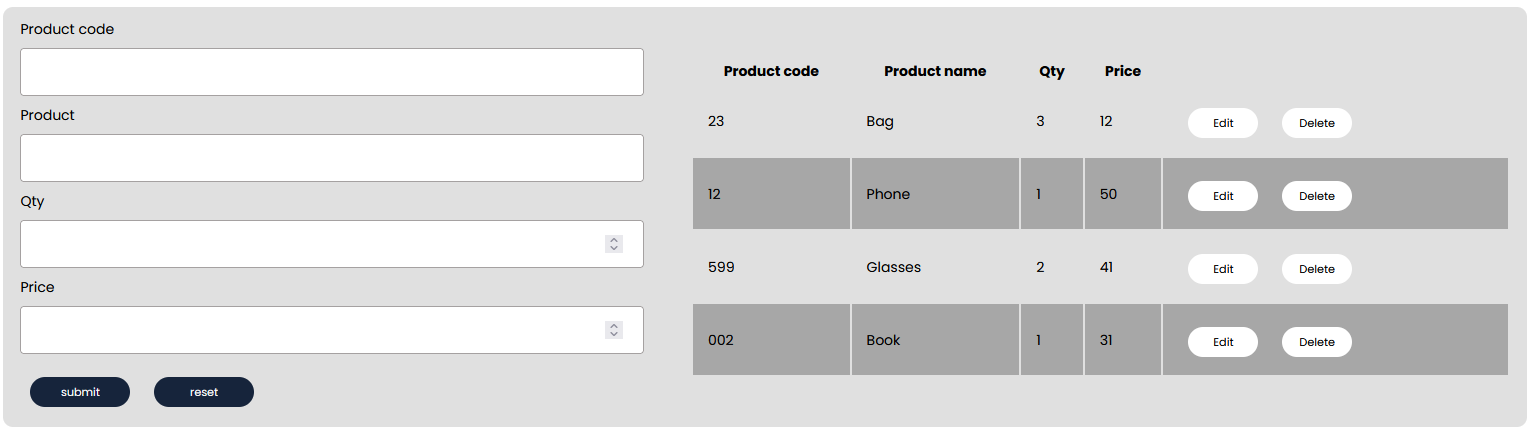 Product code
Product
Qty
Price
submit reset
Product code Product name Qty Price
23 Bag 3 12 Edit Delete
12 Phone 1 50 Edit Delete
599 Glasses 2 41 Edit Delete
002 Book 1 31 Edit Delete